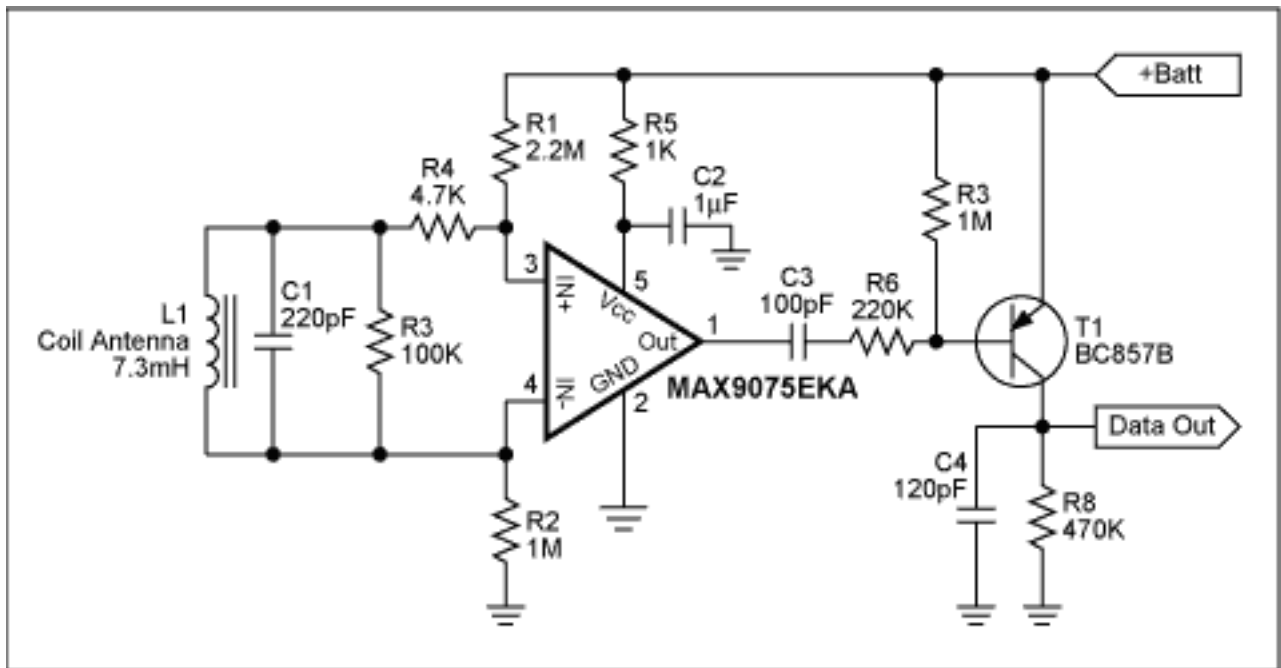 +Batt
R1
2.2M
R5
1K
R4
4.7K
C2
1µF
R3
1M
3
IN
+
5
Vcc
C3
100pF
R6
220K
L1
Coil Antenna
7.3mH
C1
220pF
R3
100K
Out
1
T1
BC857B
4
IN
-
GND
2
MAX9075EKA
Data Out
C4
120pF
R2
1M
R8
470K